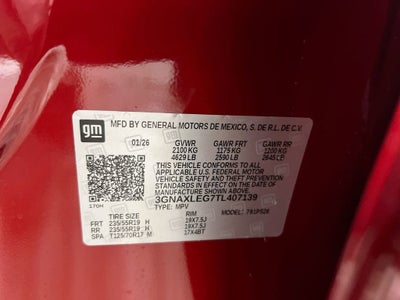 gm
MFD BY GENERAL MOTORS DE MEXICO, S. DE R.L. DE C.V.
01/26 GVWR GAWR FRT GAWR RR
2100 KG 1175 KG 1200 KG
4629 LB 2590 LB 2645 LB
THIS VEHICLE CONFORMS TO ALL
APPLICABLE U.S. FEDERAL MOTOR
VEHICLE SAFETY AND THEFT
PREVENTION STANDARDS IN EFFECT
ON THE DATE OF MANUFACTURE
SHOWN ABOVE.
3GNAXLEG7TL407139
170H TYPE: MPV MODEL: 781PS26
TIRE SIZE RIM
FRT 235/55R19 H 19X7.5J
RR 235/55R19 H 19X7.5J
SPA T125/70R17 M 17X4BT